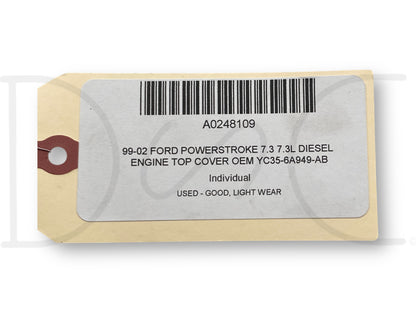 A0248109
99-02 FORD POWERSTROKE 7.3 7.3L DIESEL
ENGINE TOP COVER OEM YC35-6A949-AB
Individual
USED - GOOD, LIGHT WEAR